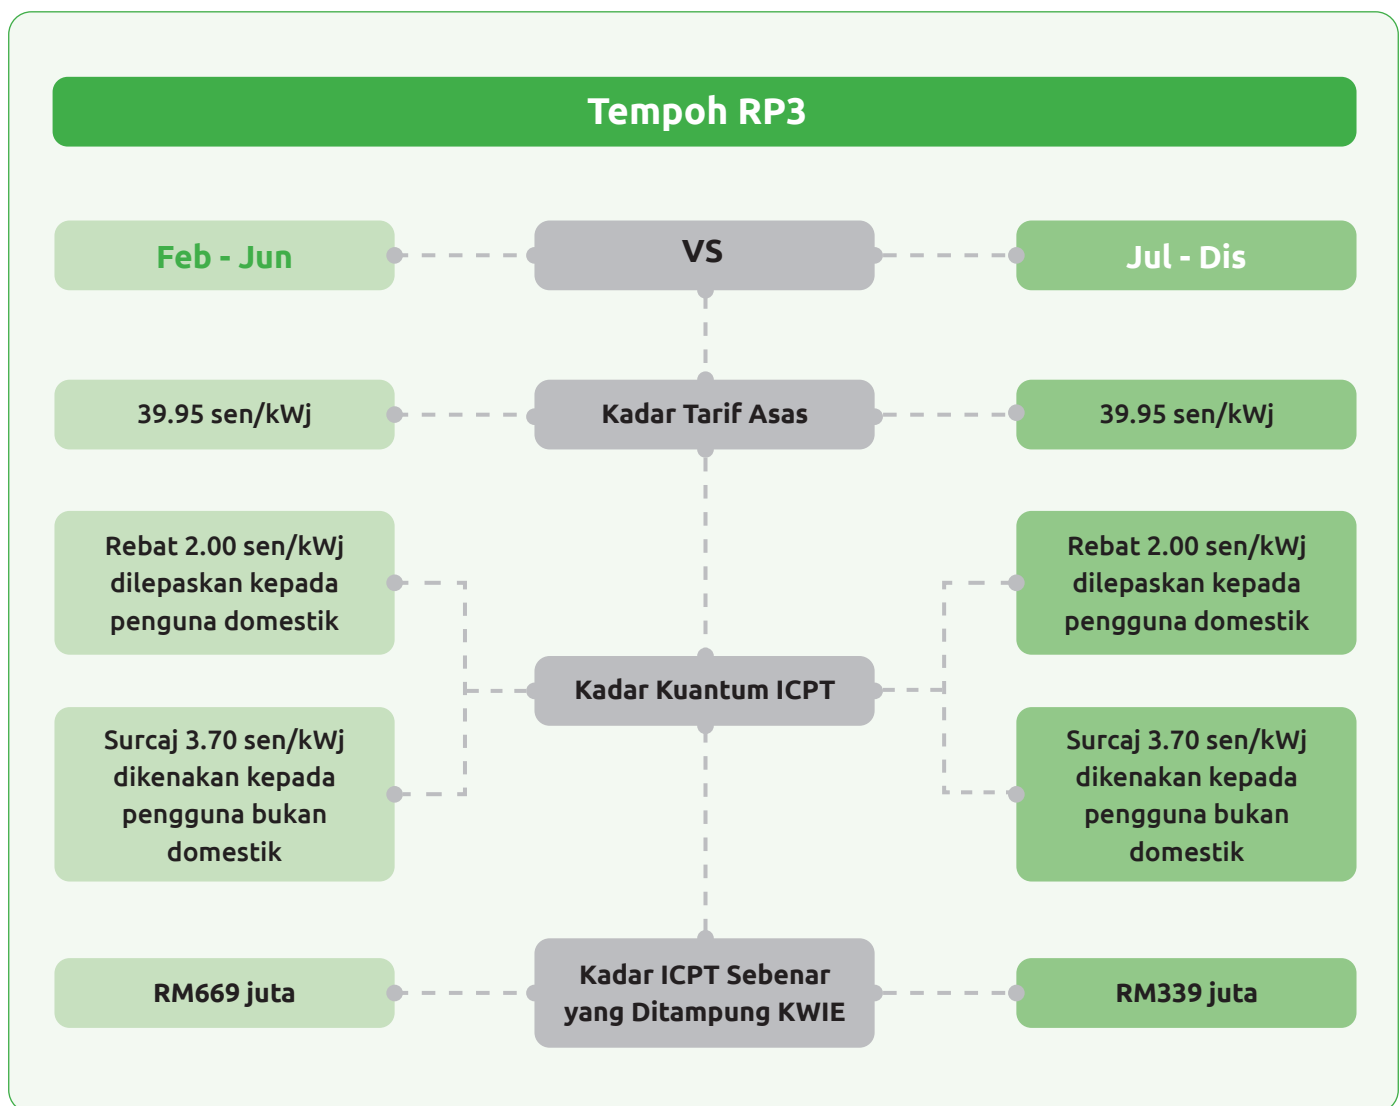 Tempoh RP3
Feb - Jun
VS
Jul - Dis
39.95 sen/kWj
Kadar Tarif Asas
39.95 sen/kWj
Rebat 2.00 sen/kWj
dilepaskan kepada
penguna domestik
Rebat 2.00 sen/kWj
dilepaskan kepada
pengguna domestik
Kadar Kuantum ICPT
Surcaj 3.70 sen/kWj
dikenakan kepada
pengguna bukan
domestik
Surcaj 3.70 sen/kWj
dikenakan kepada
pengguna bukan
domestik
RM669 juta
Kadar ICPT Sebenar
yang Ditampung KWIE
RM339 juta